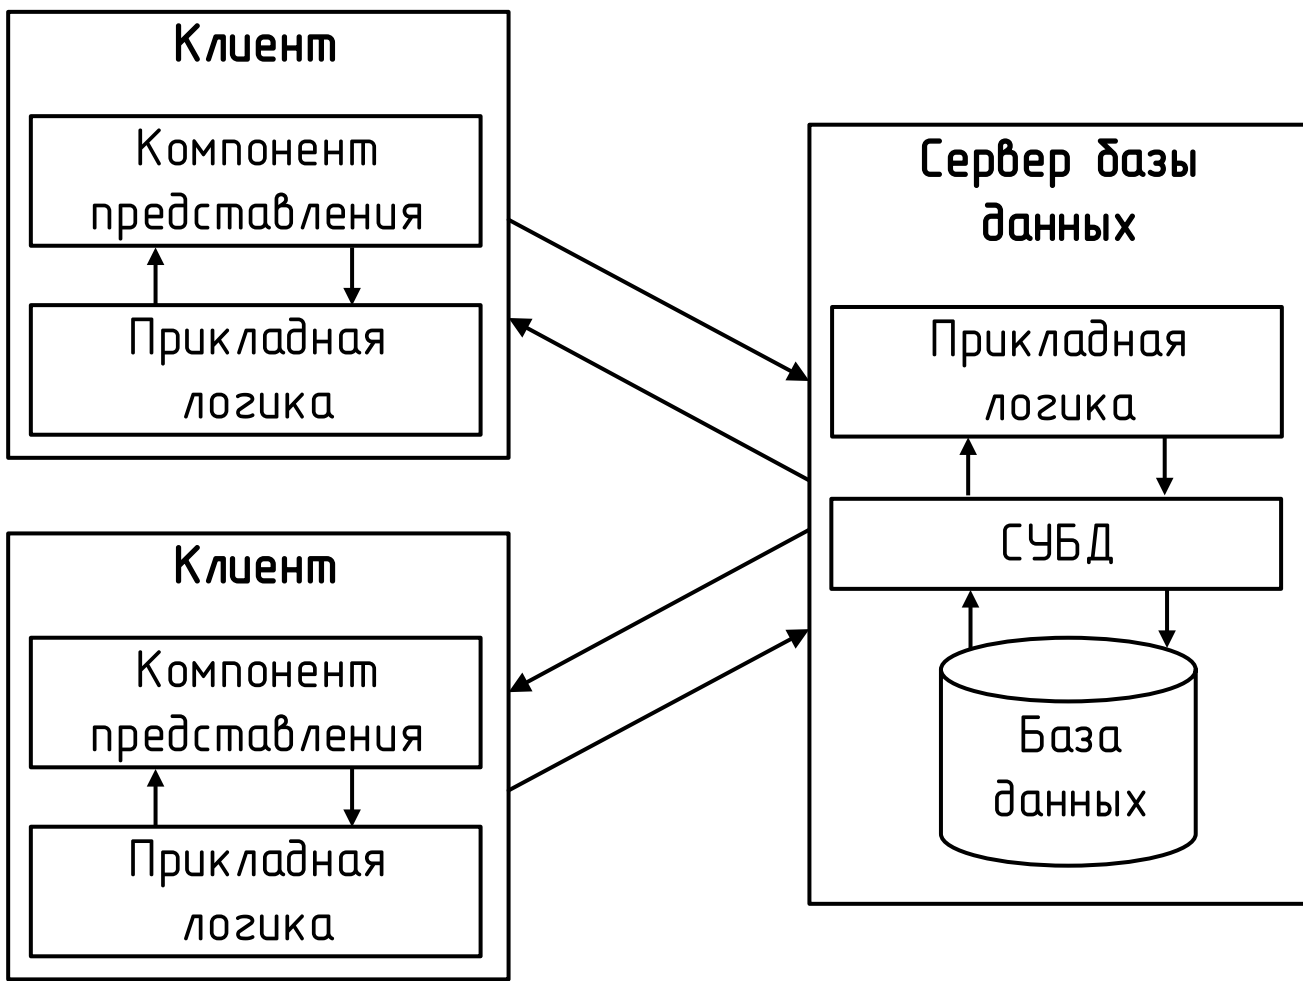 Клиент
Компонент
представления
Прикладная
логика
Сервер базы
данных
Прикладная
логика
СУБД
База
данных
Клиент
Компонент
представления
Прикладная
логика